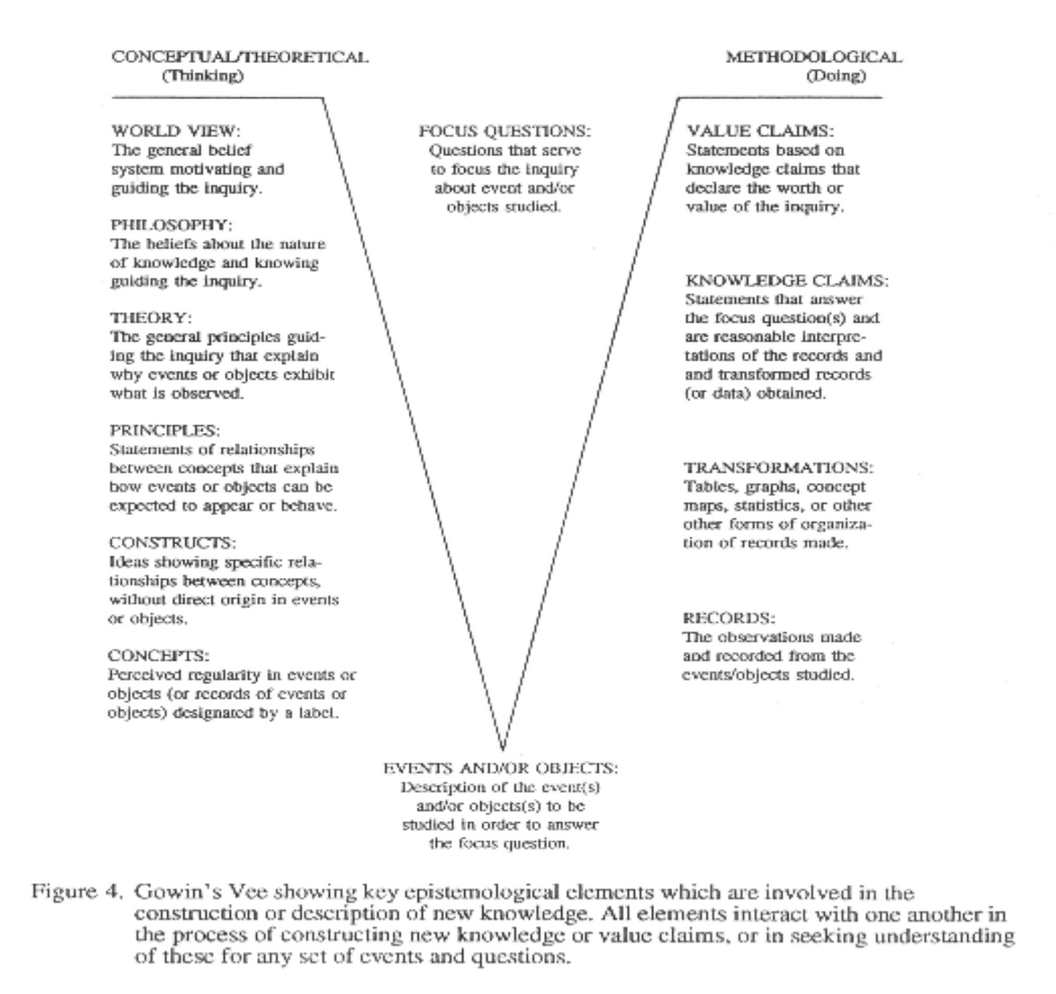 CONCEPTUAL/THEORETICAL
(Thinking)
WORLD VIEW:
The general belief
system motivating and
guiding the inquiry.
PHILOSOPHY:
The beliefs about the nature
of knowledge and knowing
guiding the inquiry.
THEORY:
The general principles guid-
ing the inquiry that explain
why events or objects exhibit
what is observed.
PRINCIPLES:
Statements of relationships
between concepts that explain
how events or objects can be
expected to appear or behave.
CONSTRUCTS:
Ideas showing specific rela-
tionships between concepts,
without direct origin in events
or objects.
CONCEPTS:
Perceived regularity in events or
objects (or records of events or
objects) designated by a label.
FOCUS QUESTIONS:
Questions that serve
to focus the inquiry
about event and/or
objects studied.
METHODOLOGICAL
(Doing)
VALUE CLAIMS:
Statements based on
knowledge claims that
declare the worth or
value of the inquiry.
KNOWLEDGE CLAIMS:
Statements that answer
the focus question(s) and
are reasonable interpre-
tations of the records and
and transformed records
(or data) obtained.
TRANSFORMATIONS:
Tables, graphs, concept
maps, statistics, or other
other forms of organiza-
tion of records made.
RECORDS:
The observations made
and recorded from the
events/objects studied.
EVENTS AND/OR OBJECTS:
Description of the event(s)
and/or objects(s) to be
studied in order to answer
the focus question.
Figure 4. Gowin's Vee showing key epistemological elements which are involved in the
construction or description of new knowledge. All elements interact with one another in
the process of constructing new knowledge or value claims, or in seeking understanding
of these for any set of events and questions.